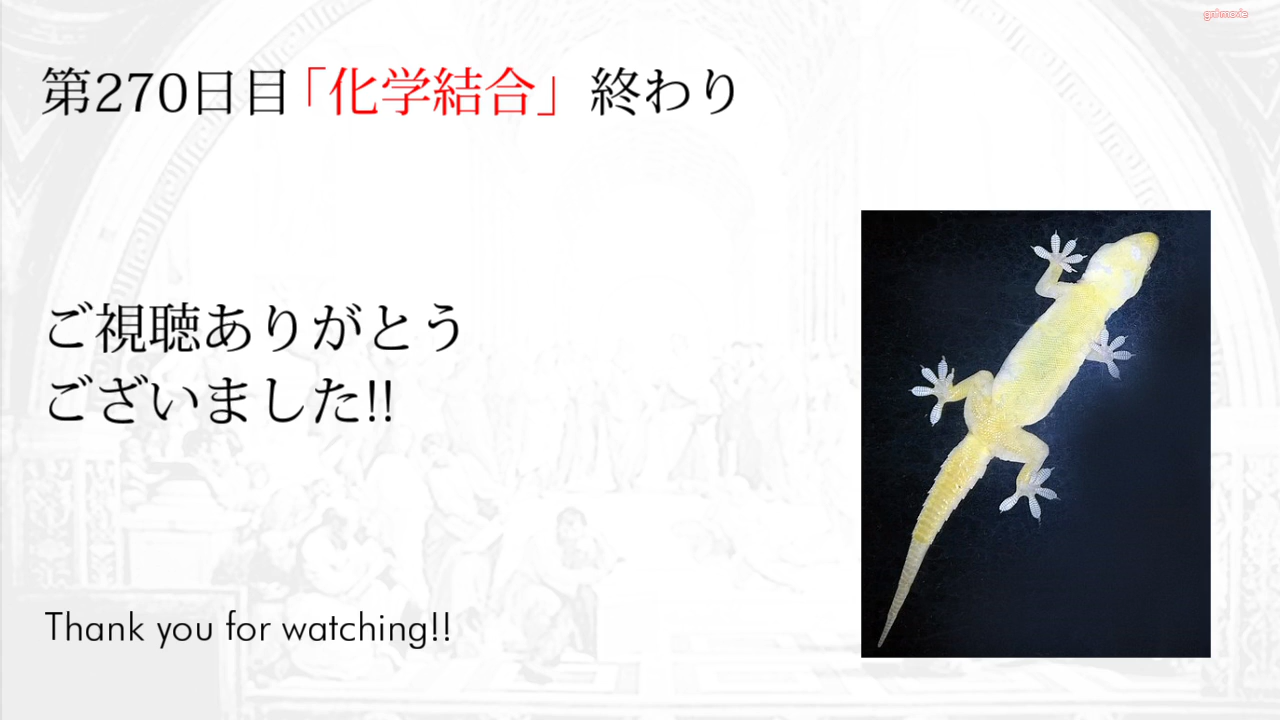 第270日目「化学結合」終わり
ご視聴ありがとう
ございました!!
Thank you for watching!!